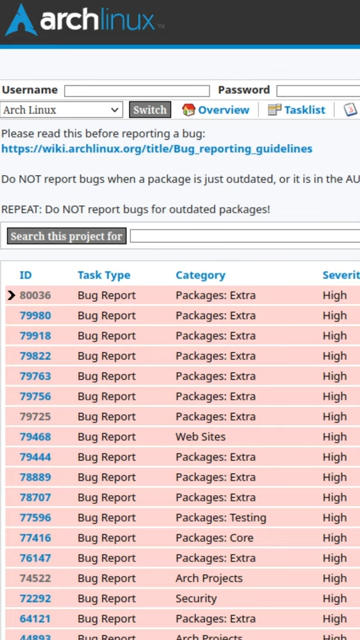 archlinux
Username Password
Arch Linux Switch Overview Tasklist
Please read this before reporting a bug:
https://wiki.archlinux.org/title/Bug_reporting_guidelines
Do NOT report bugs when a package is just outdated, or it is in the AU
REPEAT: Do NOT report bugs for outdated packages!
Search this project for
ID Task Type Category Severit
80036 Bug Report Packages: Extra High
79980 Bug Report Packages: Extra High
79918 Bug Report Packages: Extra High
79822 Bug Report Packages: Extra High
79763 Bug Report Packages: Extra High
79756 Bug Report Packages: Extra High
79725 Bug Report Packages: Extra High
79468 Bug Report Web Sites High
79444 Bug Report Packages: Extra High
78889 Bug Report Packages: Extra High
78707 Bug Report Packages: Extra High
77596 Bug Report Packages: Testing High
77416 Bug Report Packages: Core High
76147 Bug Report Packages: Extra High
74522 Bug Report Arch Projects High
72292 Bug Report Security High
64121 Bug Report Packages: Extra High
44893 Bug Report Arch Projects High